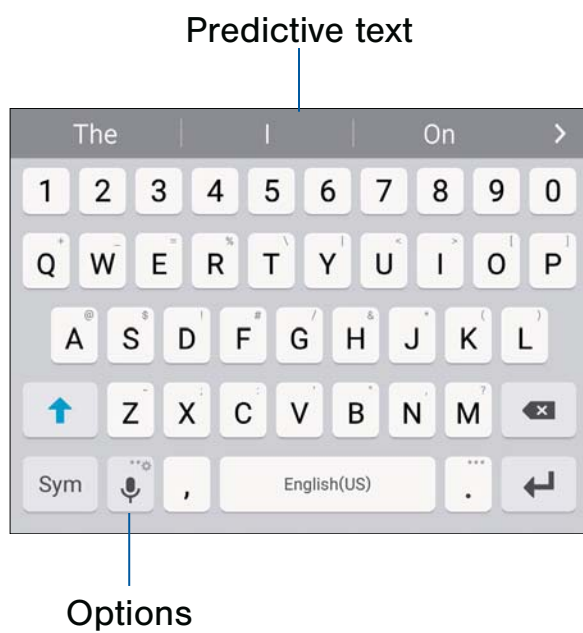 Predictive text
The I On >
1 2 3 4 5 6 7 8 9 0
+ _ = % \ | < > [ ]
Q W E R T Y U I O P
@ $ ! # / & * ( )
A S D F G H J K L
- ; : ' " , ?
Z X C V B N M
Sym , English(US) .
Options